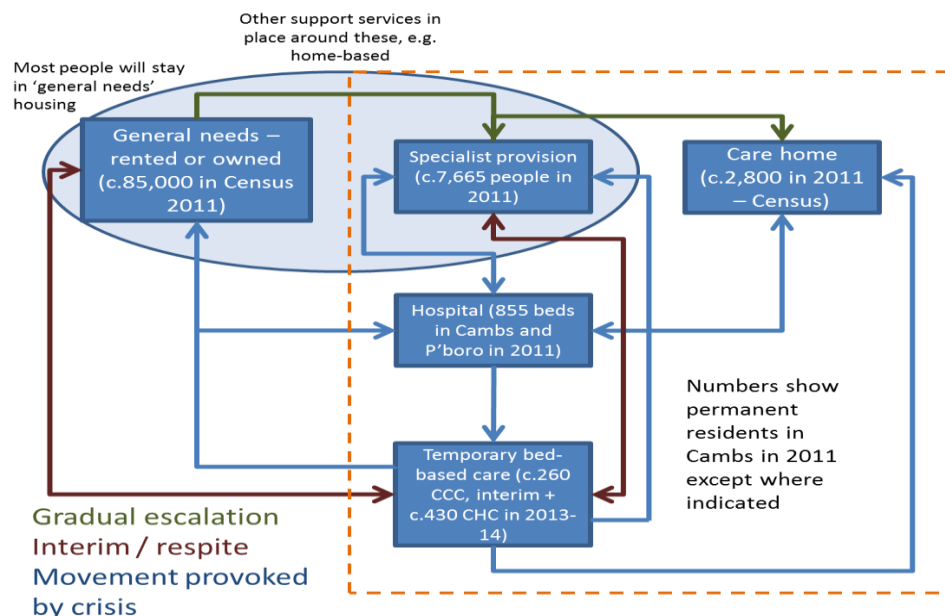 Other support services in
place around these, e.g.
home-based
Most people will stay
in ‘general needs’
housing
General needs –
rented or owned
(c.85,000 in Census
2011)
Specialist provision
(c.7,665 people in
2011)
Care home
(c.2,800 in 2011
– Census)
Hospital (855 beds
in Cambs and
P’boro in 2011)
Numbers show
permanent
residents in
Cambs in 2011
except where
indicated
Temporary bed-
based care (c.260
CCC, interim +
c.430 CHC in 2013-
14)
Gradual escalation
Interim / respite
Movement provoked
by crisis